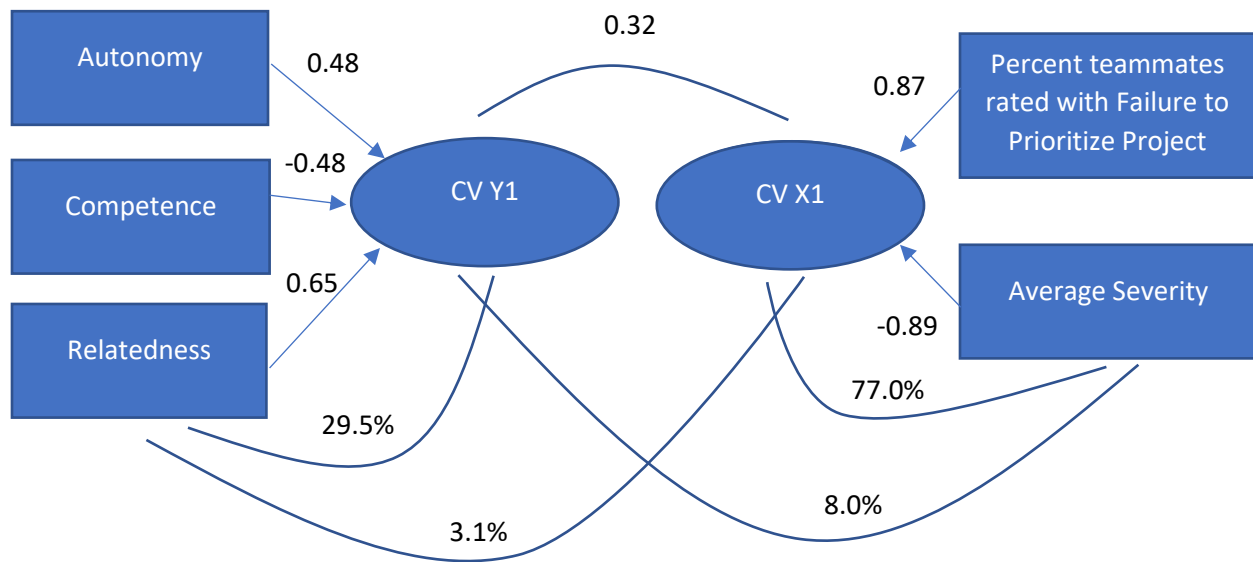 Autonomy
0.48
0.32
0.87
Percent teammates
rated with Failure to
Prioritize Project
Competence
-0.48
CV Y1
CV X1
Relatedness
0.65
-0.89
Average Severity
29.5%
77.0%
3.1%
8.0%